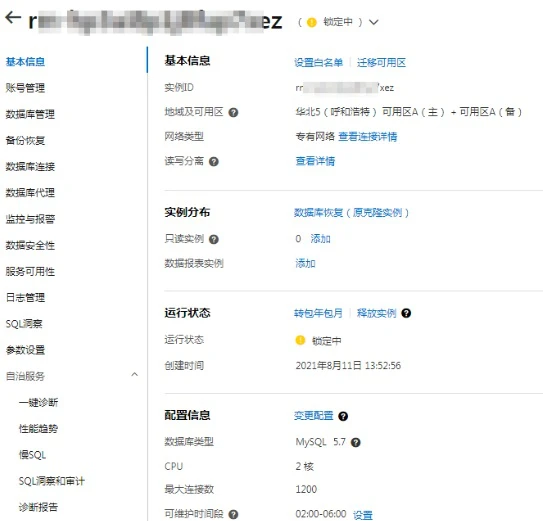 （ 锁定中 ）
基本信息
账号管理
数据库管理
备份恢复
数据库连接
数据库代理
监控与报警
数据安全性
服务可用性
日志管理
SQL洞察
参数设置
自治服务
一键诊断
性能趋势
慢SQL
SQL洞察和审计
诊断报告
基本信息 设置白名单 迁移可用区
实例ID
地域及可用区 ? 华北5（呼和浩特） 可用区A（主） + 可用区A（备）
网络类型 专有网络 查看连接详情
读写分离 ? 查看详情
实例分布 数据库恢复（原克隆实例）
只读实例 ? 0 添加
数据报表实例 添加
运行状态 转包年包月 释放实例 ?
运行状态 锁定中
创建时间 2021年8月11日 13:52:56
配置信息 变更配置 ?
数据库类型 MySQL 5.7 ?
CPU 2 核
最大连接数 1200
可维护时间段 ? 02:00-06:00 设置